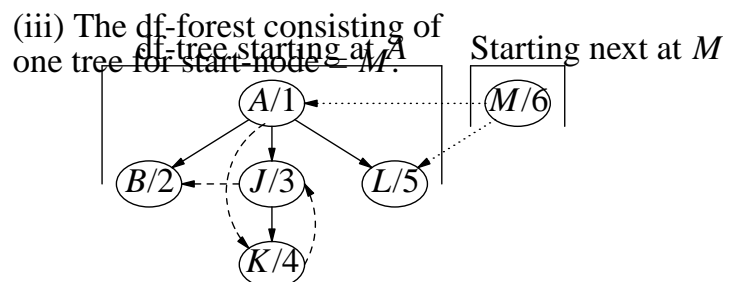 (iii) The df-forest consisting of
one tree for start-node = M.
df-tree starting at A
Starting next at M
A/1
M/6
B/2
J/3
L/5
K/4